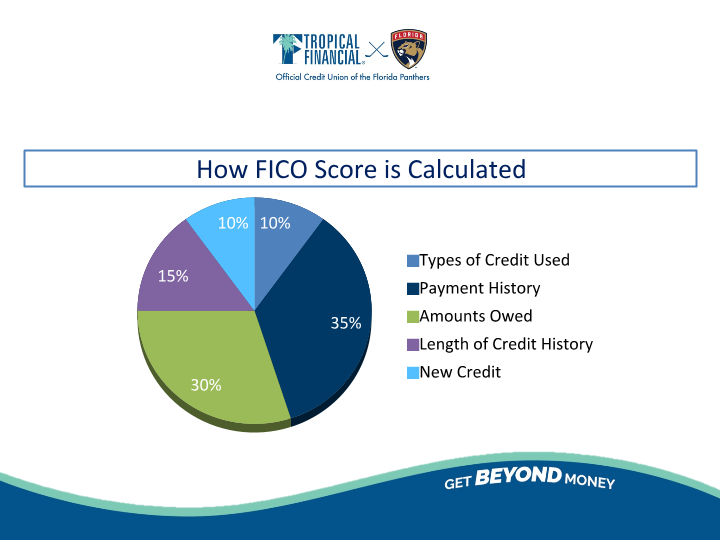 TROPICAL
FINANCIAL®
FLORIDA
Official Credit Union of the Florida Panthers
How FICO Score is Calculated
10% 10%
15%
35%
30%
Types of Credit Used
Payment History
Amounts Owed
Length of Credit History
New Credit
GET BEYOND MONEY